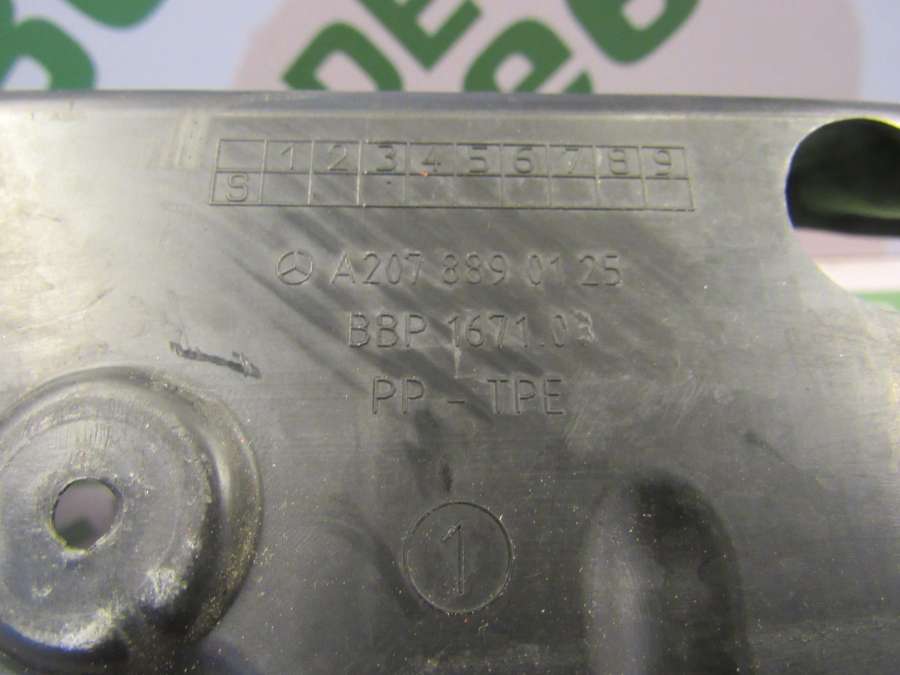 1 2 3 4 5 6 7 8 9
S
A207 889 01 25
BBP 1671.03
PP - TPE
1